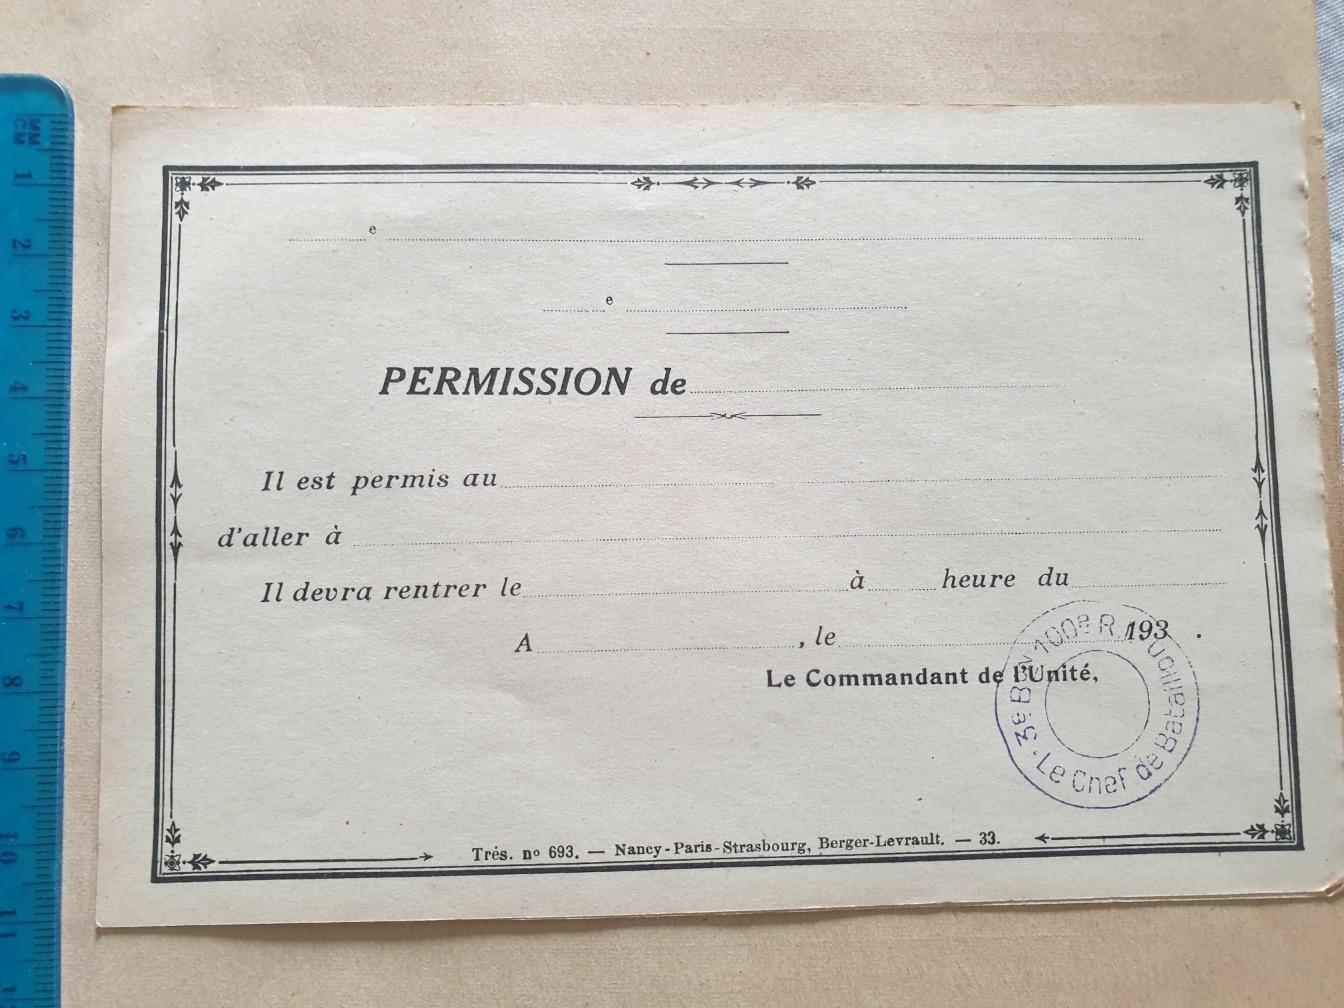 MM
CM
1
2
3
4
5
6
7
8
9
10
11
e
e
PERMISSION de
Il est permis au
d'aller à
Il devra rentrer le à heure du
A , le 193 .
Le Commandant de l'Unité,
3e Bon 100e R.
Le Chef de Bataillon
Trés. no 693. — Nancy-Paris-Strasbourg, Berger-Levrault. — 33.